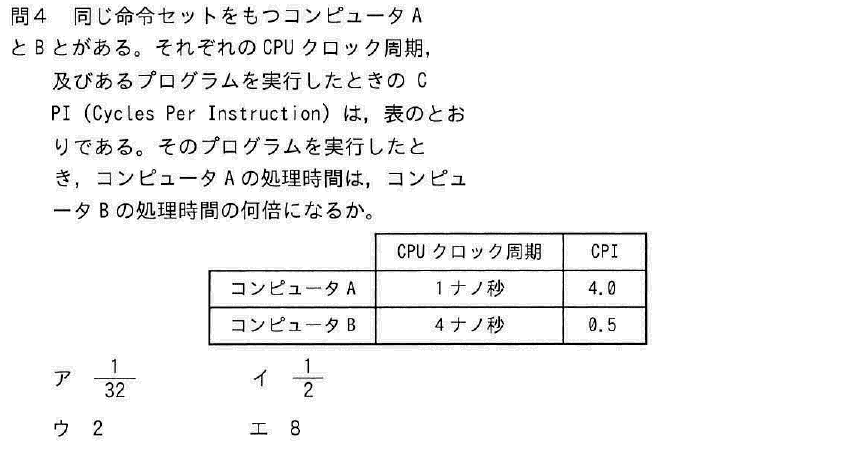 問4　同じ命令セットをもつコンピュータA
とBとがある。それぞれのCPUクロック周期，
及びあるプログラムを実行したときの C
PI (Cycles Per Instruction) は，表のとお
りである。そのプログラムを実行したと
き，コンピュータAの処理時間は，コンピュ
ータBの処理時間の何倍になるか。
CPUクロック周期 CPI
コンピュータA 1ナノ秒 4.0
コンピュータB 4ナノ秒 0.5
ア 1/32 イ 1/2
ウ 2 エ 8